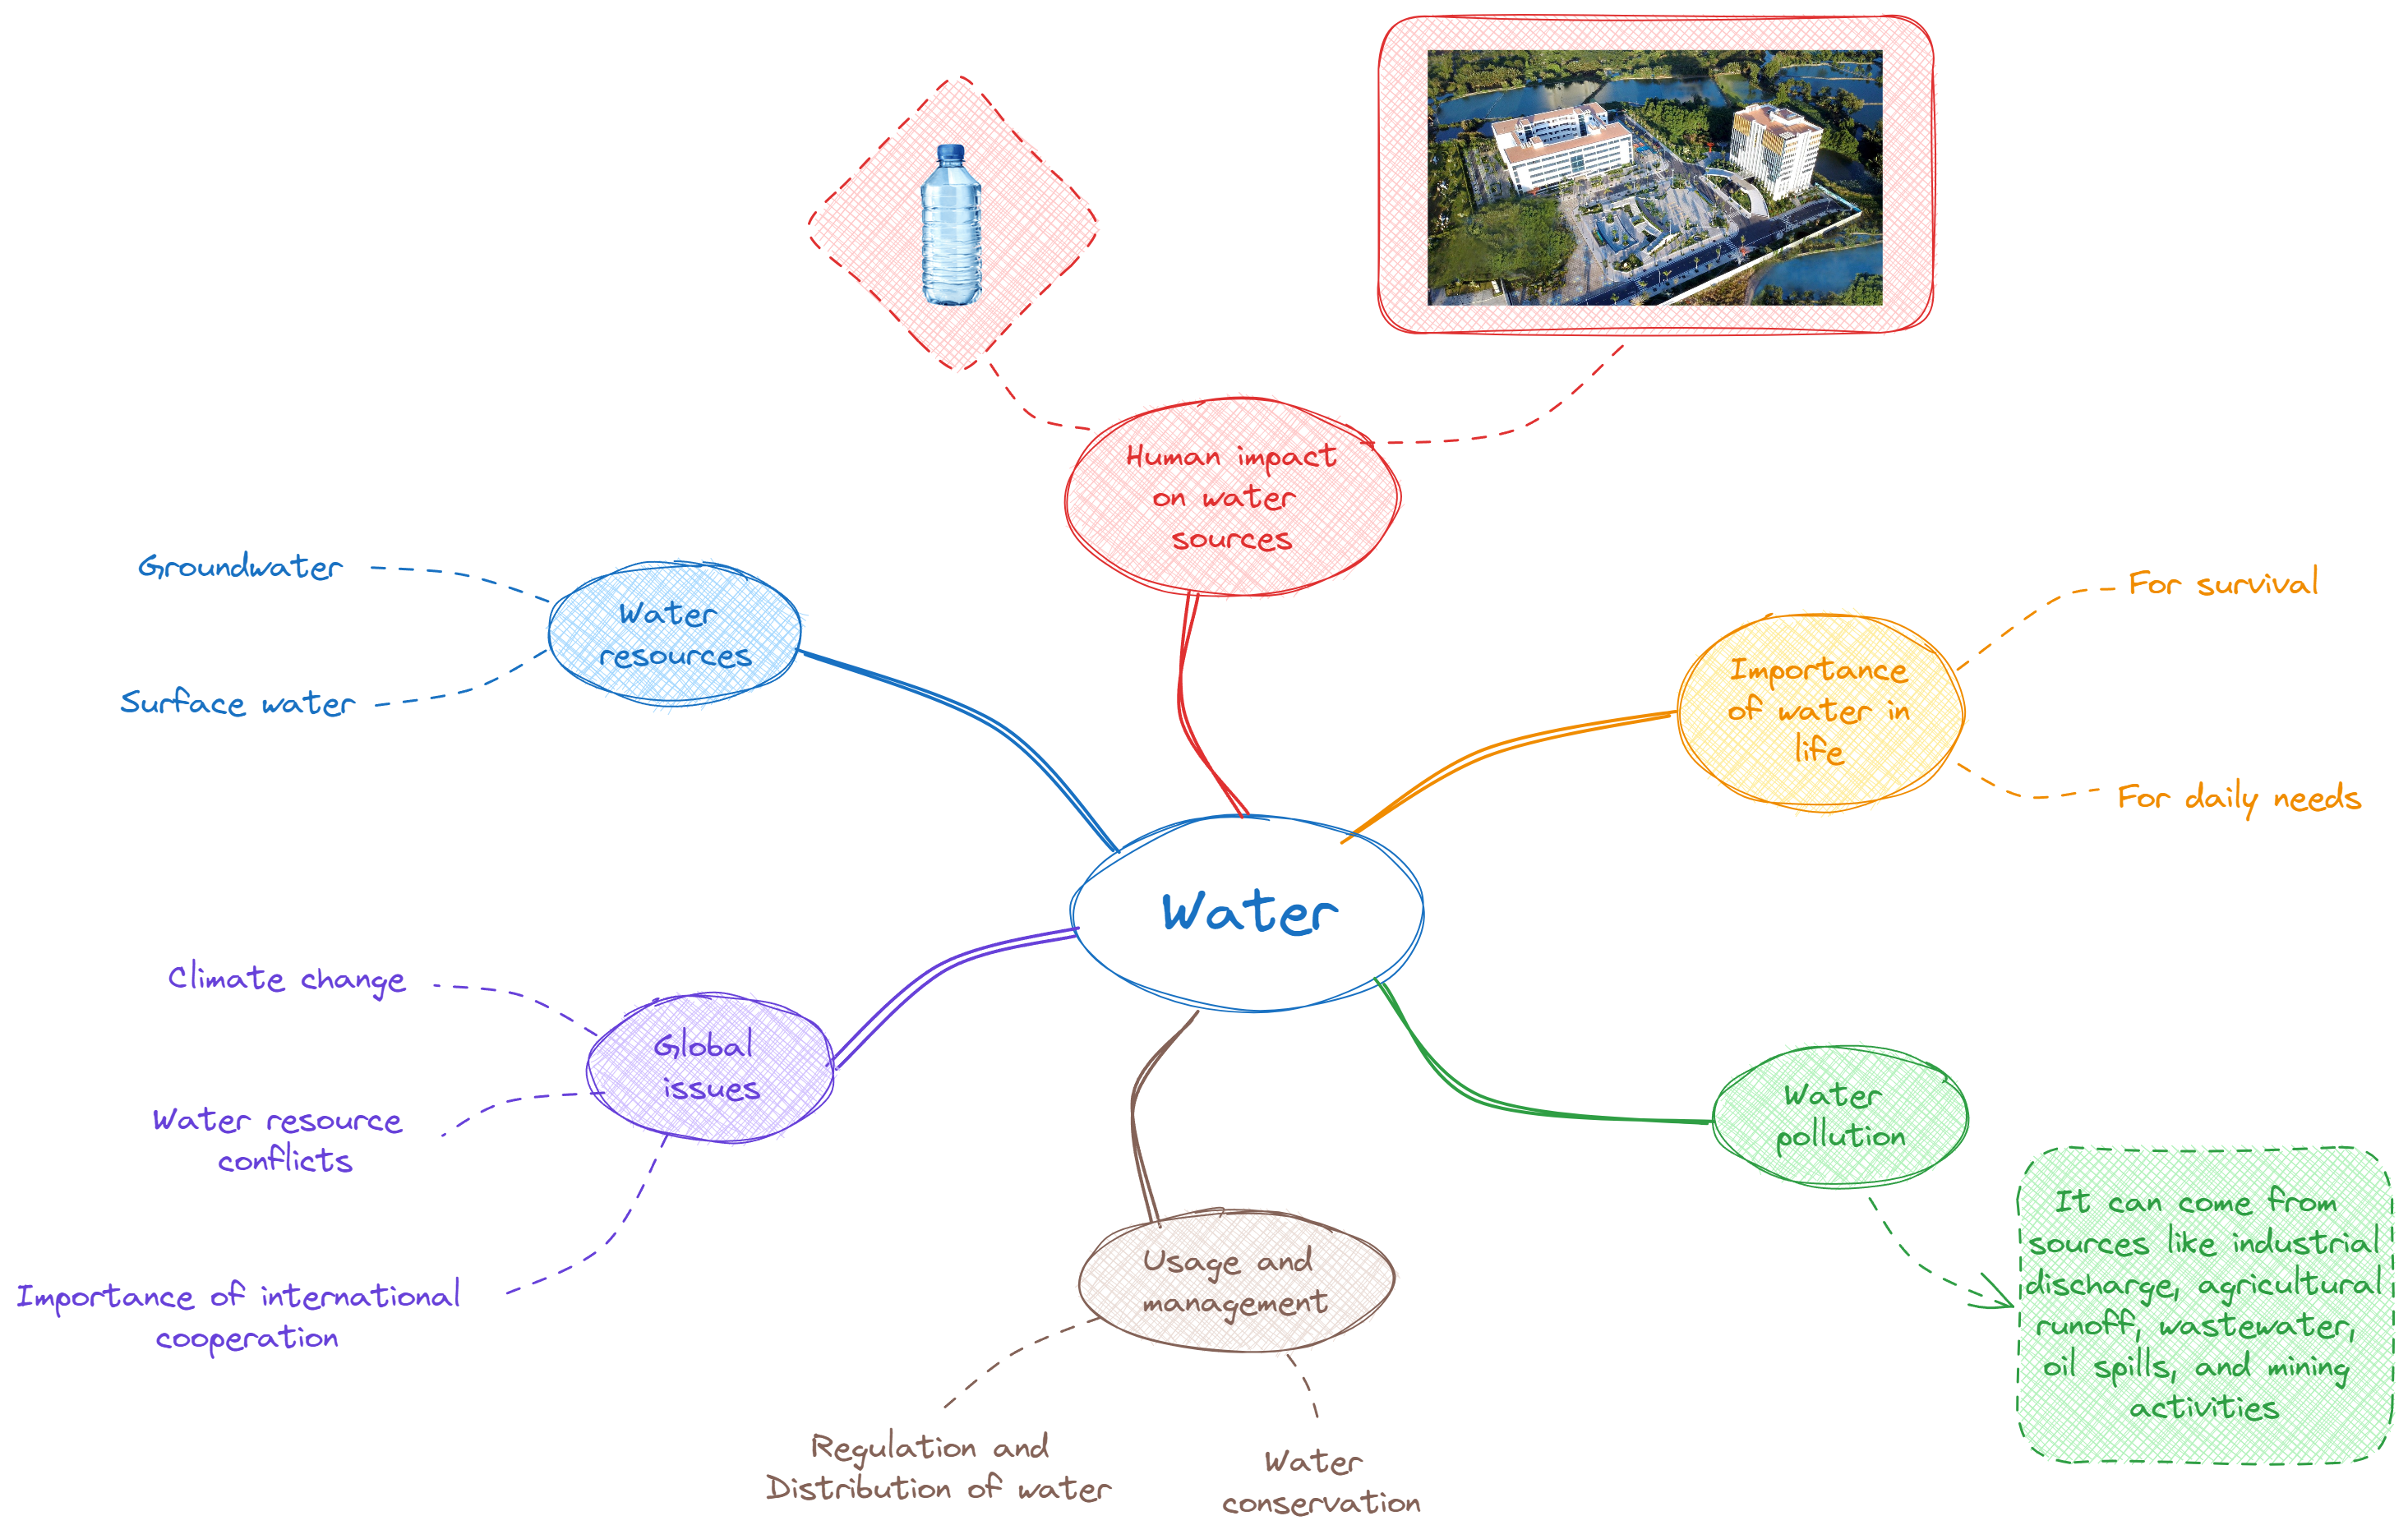 Human impact
on water
sources
Groundwater
Water
resources
Surface water
For survival
Importance
of water in
life
For daily needs
Water
Climate change
Global
issues
Water resource
conflicts
Importance of international
cooperation
Water
pollution
It can come from
sources like industrial
discharge, agricultural
runoff, wastewater,
oil spills, and mining
activities
Usage and
management
Regulation and
Distribution of water
Water
conservation